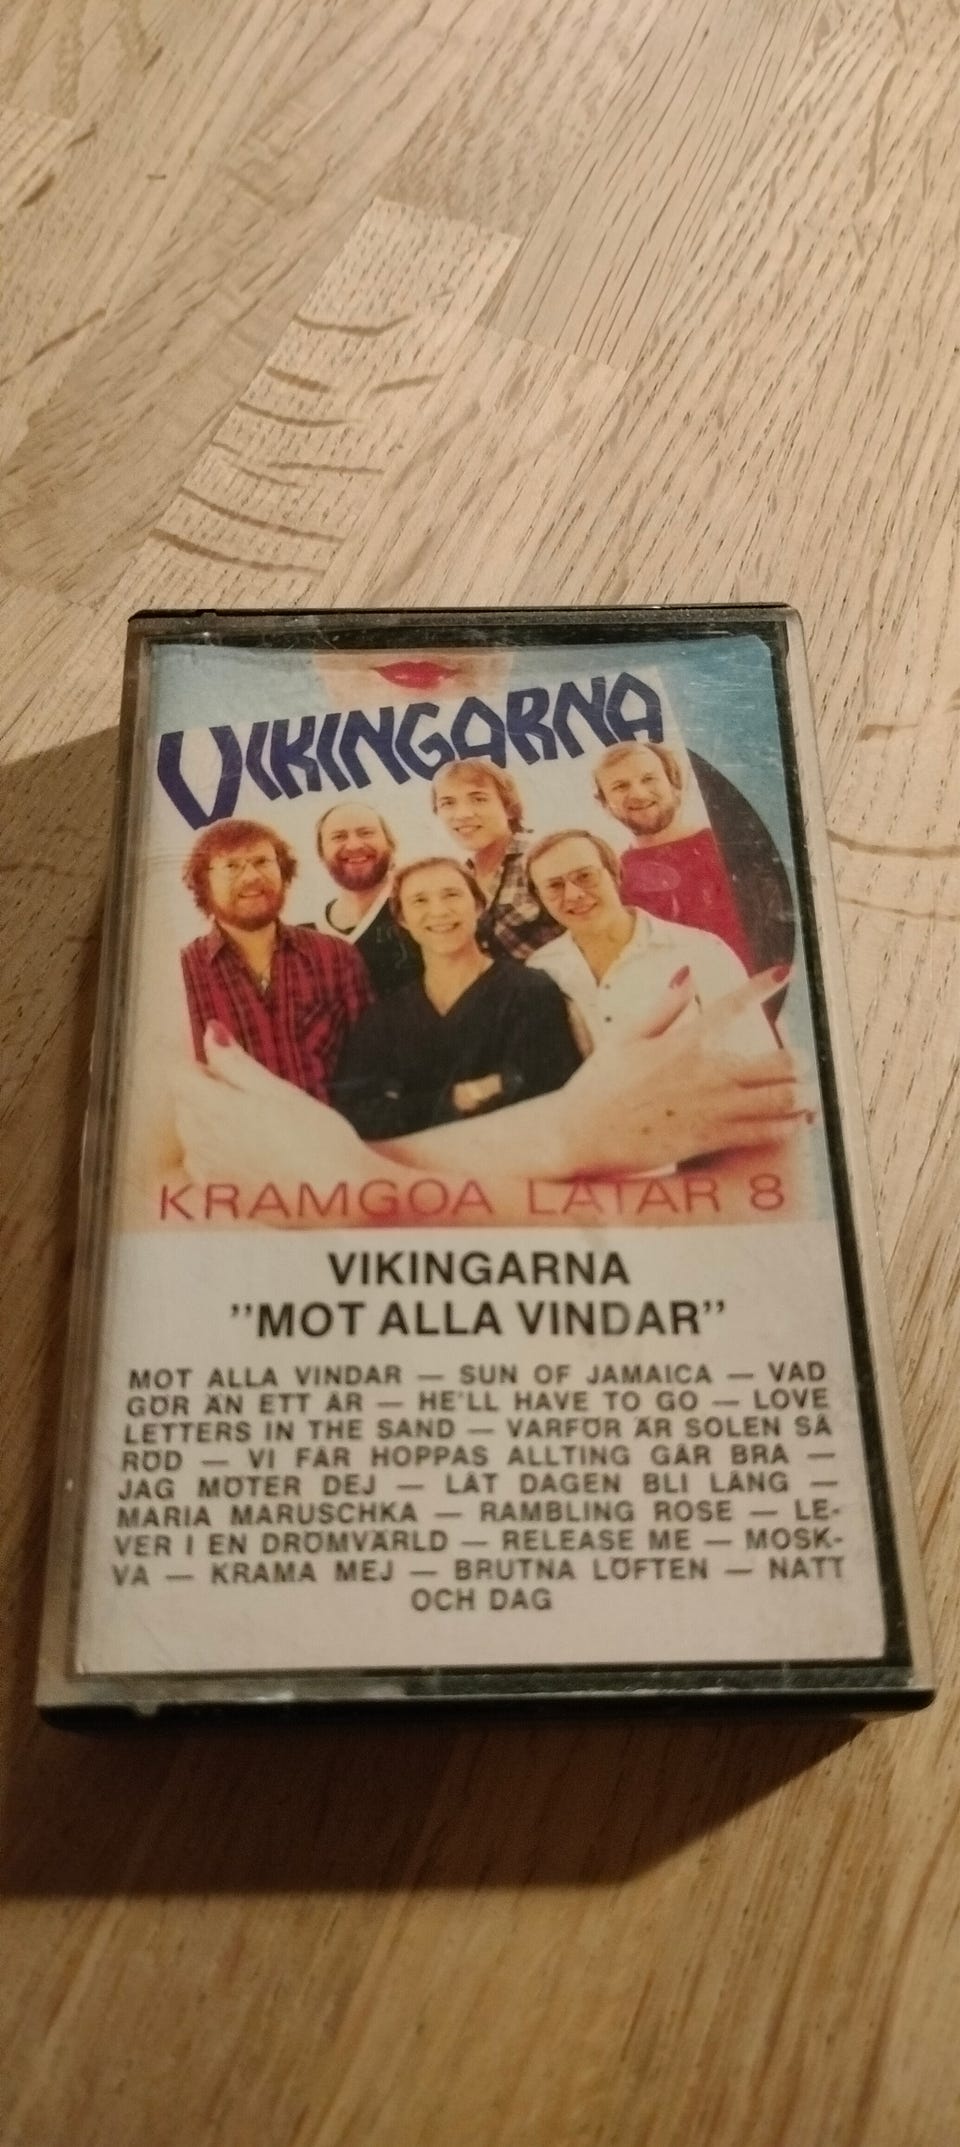 VIKINGARNA
KRAMGOA LÅTAR 8
VIKINGARNA
"MOT ALLA VINDAR"
MOT ALLA VINDAR — SUN OF JAMAICA — VAD
GÖR ÄN ETT ÅR — HE'LL HAVE TO GO — LOVE
LETTERS IN THE SAND — VARFÖR ÄR SOLEN SÅ
RÖD — VI FÅR HOPPAS ALLTING GÅR BRA —
JAG MÖTER DEJ — LÅT DAGEN BLI LÅNG —
MARIA MARUSCHKA — RAMBLING ROSE — LE-
VER I EN DRÖMVÄRLD — RELEASE ME — MOSK-
VA — KRAMA MEJ — BRUTNA LÖFTEN — NATT
OCH DAG